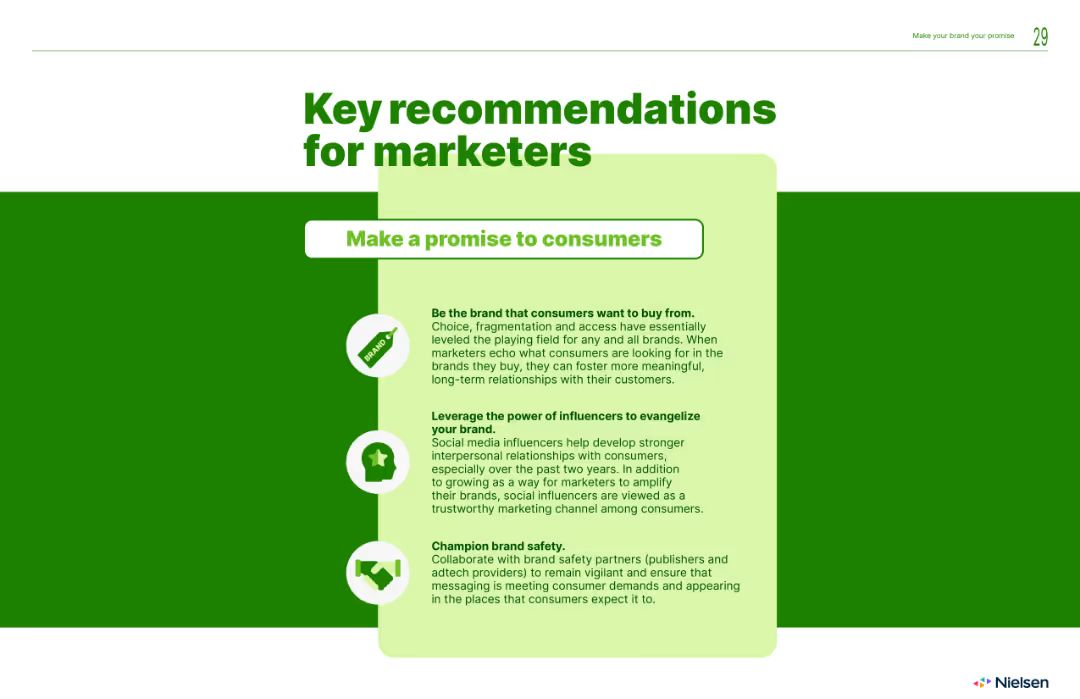 Make your brand your promise 29
Key recommendations
for marketers
Make a promise to consumers
BRAND
Be the brand that consumers want to buy from.
Choice, fragmentation and access have essentially
leveled the playing field for any and all brands. When
marketers echo what consumers are looking for in the
brands they buy, they can foster more meaningful,
long-term relationships with their customers.
Leverage the power of influencers to evangelize
your brand.
Social media influencers help develop stronger
interpersonal relationships with consumers,
especially over the past two years. In addition
to growing as a way for marketers to amplify
their brands, social influencers are viewed as a
trustworthy marketing channel among consumers.
Champion brand safety.
Collaborate with brand safety partners (publishers and
adtech providers) to remain vigilant and ensure that
messaging is meeting consumer demands and appearing
in the places that consumers expect it to.
Nielsen